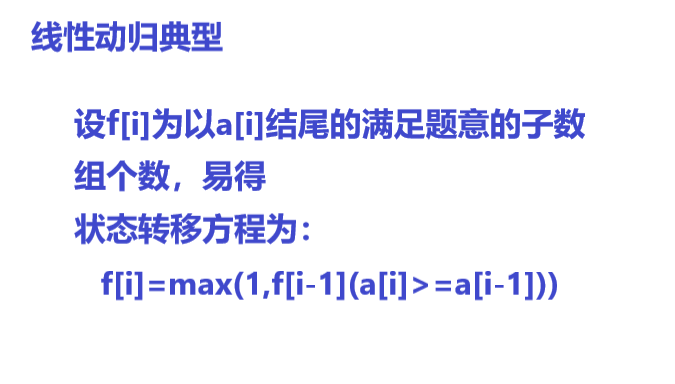 线性动归典型
设f[i]为以a[i]结尾的满足题意的子数
组个数，易得
状态转移方程为：
f[i]=max(1,f[i-1](a[i]>=a[i-1]))